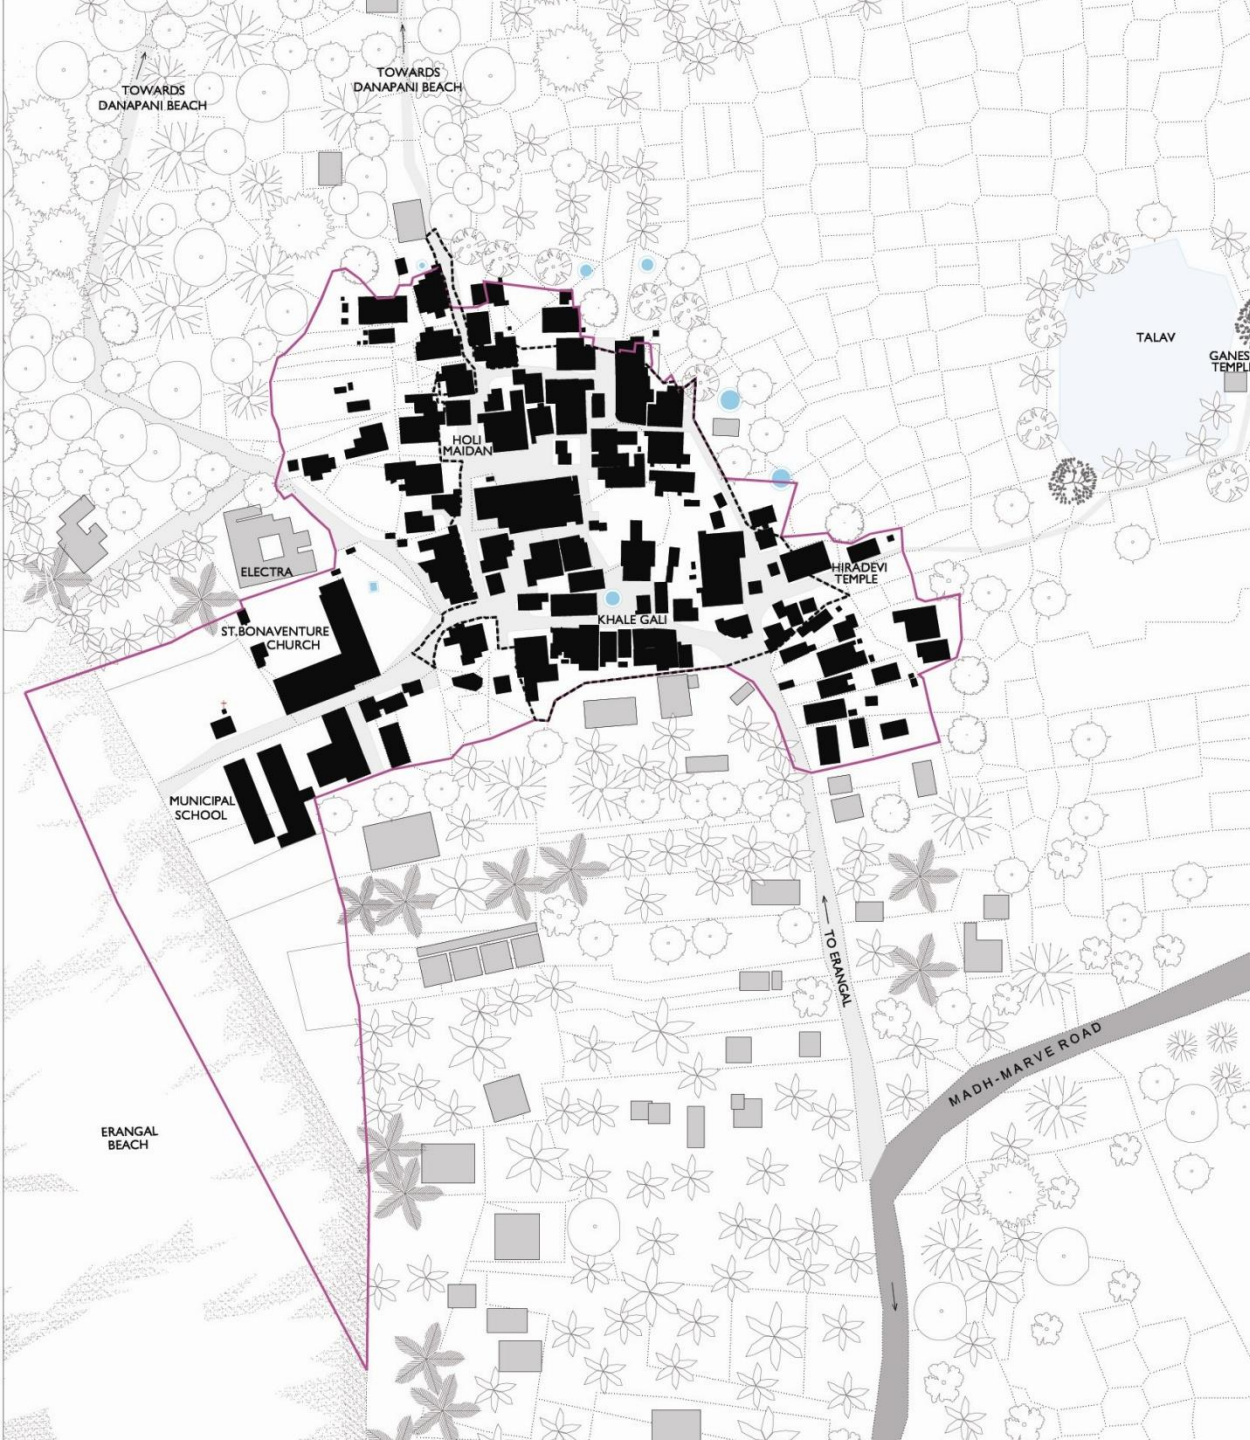 TOWARDS
DANAPANI BEACH
TOWARDS
DANAPANI BEACH
TALAV
GANES
TEMPL
HOLI
MAIDAN
ELECTRA
HIRADEVI
TEMPLE
ST.BONAVENTURE
CHURCH
KHALE GALI
MUNICIPAL
SCHOOL
TO ERANGAL
MADH-MARVE ROAD
ERANGAL
BEACH